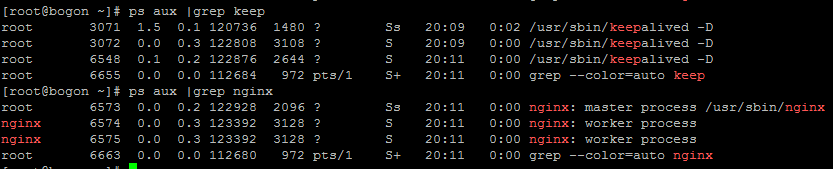 [root@bogon ~]# ps aux |grep keep
root 3071 1.5 0.1 120736 1480 ? Ss 20:09 0:02 /usr/sbin/keepalived -D
root 3072 0.0 0.3 122808 3108 ? S 20:09 0:00 /usr/sbin/keepalived -D
root 6548 0.1 0.2 122876 2644 ? S 20:11 0:00 /usr/sbin/keepalived -D
root 6655 0.0 0.0 112684 972 pts/1 S+ 20:11 0:00 grep --color=auto keep
[root@bogon ~]# ps aux |grep nginx
root 6573 0.0 0.2 122928 2096 ? Ss 20:11 0:00 nginx: master process /usr/sbin/nginx
nginx 6574 0.0 0.3 123392 3128 ? S 20:11 0:00 nginx: worker process
nginx 6575 0.0 0.3 123392 3128 ? S 20:11 0:00 nginx: worker process
root 6663 0.0 0.0 112680 972 pts/1 S+ 20:11 0:00 grep --color=auto nginx
[root@bogon ~]#